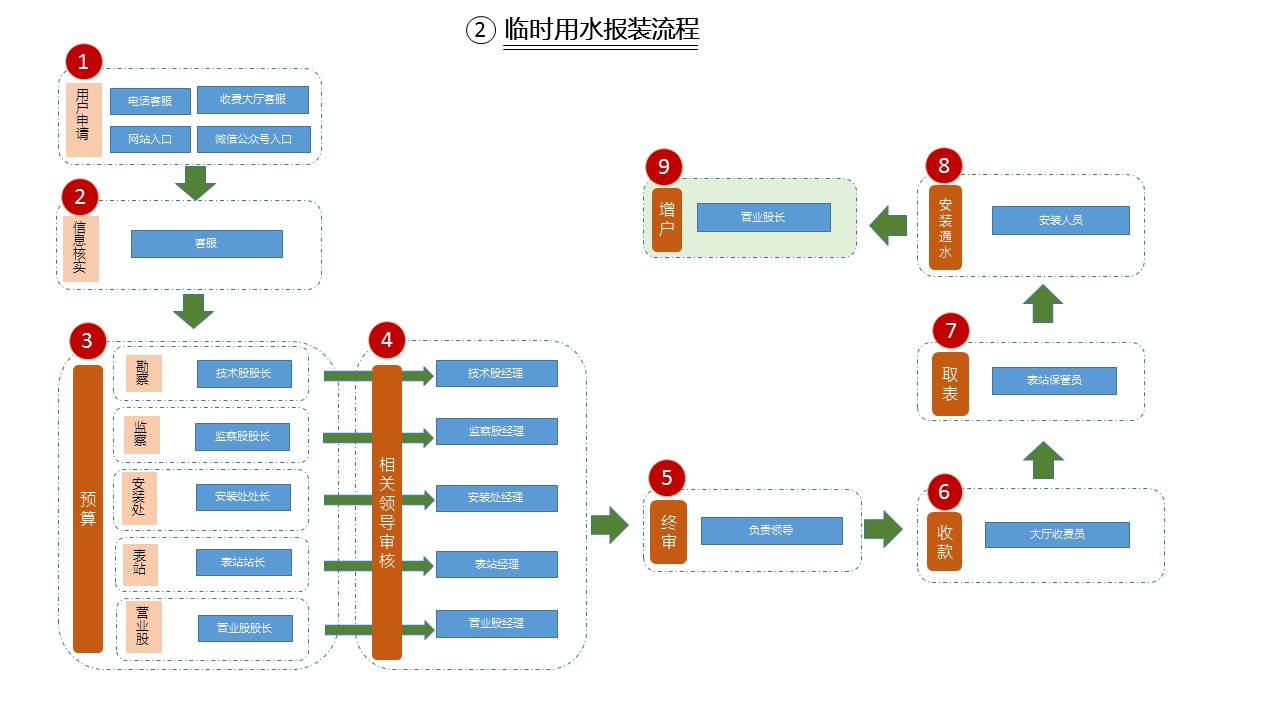 ② 临时用水报装流程
1
用户申请
电话客服
收费大厅客服
网站入口
微信公众号入口
2
信息核实
客服
3
预算
勘察
技术股股长
监察
监察股股长
安装处
安装处处长
表站
表站站长
营业股
营业股股长
4
相关领导审核
技术股经理
监察股经理
安装处经理
表站经理
营业股经理
5
终审
负责领导
6
收款
大厅收费员
7
取表
表站保管员
8
安装通水
安装人员
9
增户
营业股长